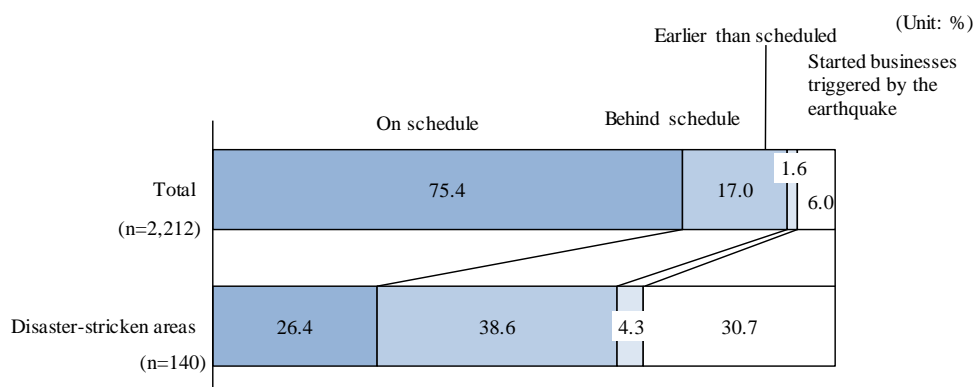 (Unit: %)
Earlier than scheduled
Started businesses
triggered by the
earthquake
On schedule
Behind schedule
Total
(n=2,212)
75.4
17.0
1.6
6.0
Disaster-stricken areas
(n=140)
26.4
38.6
4.3
30.7